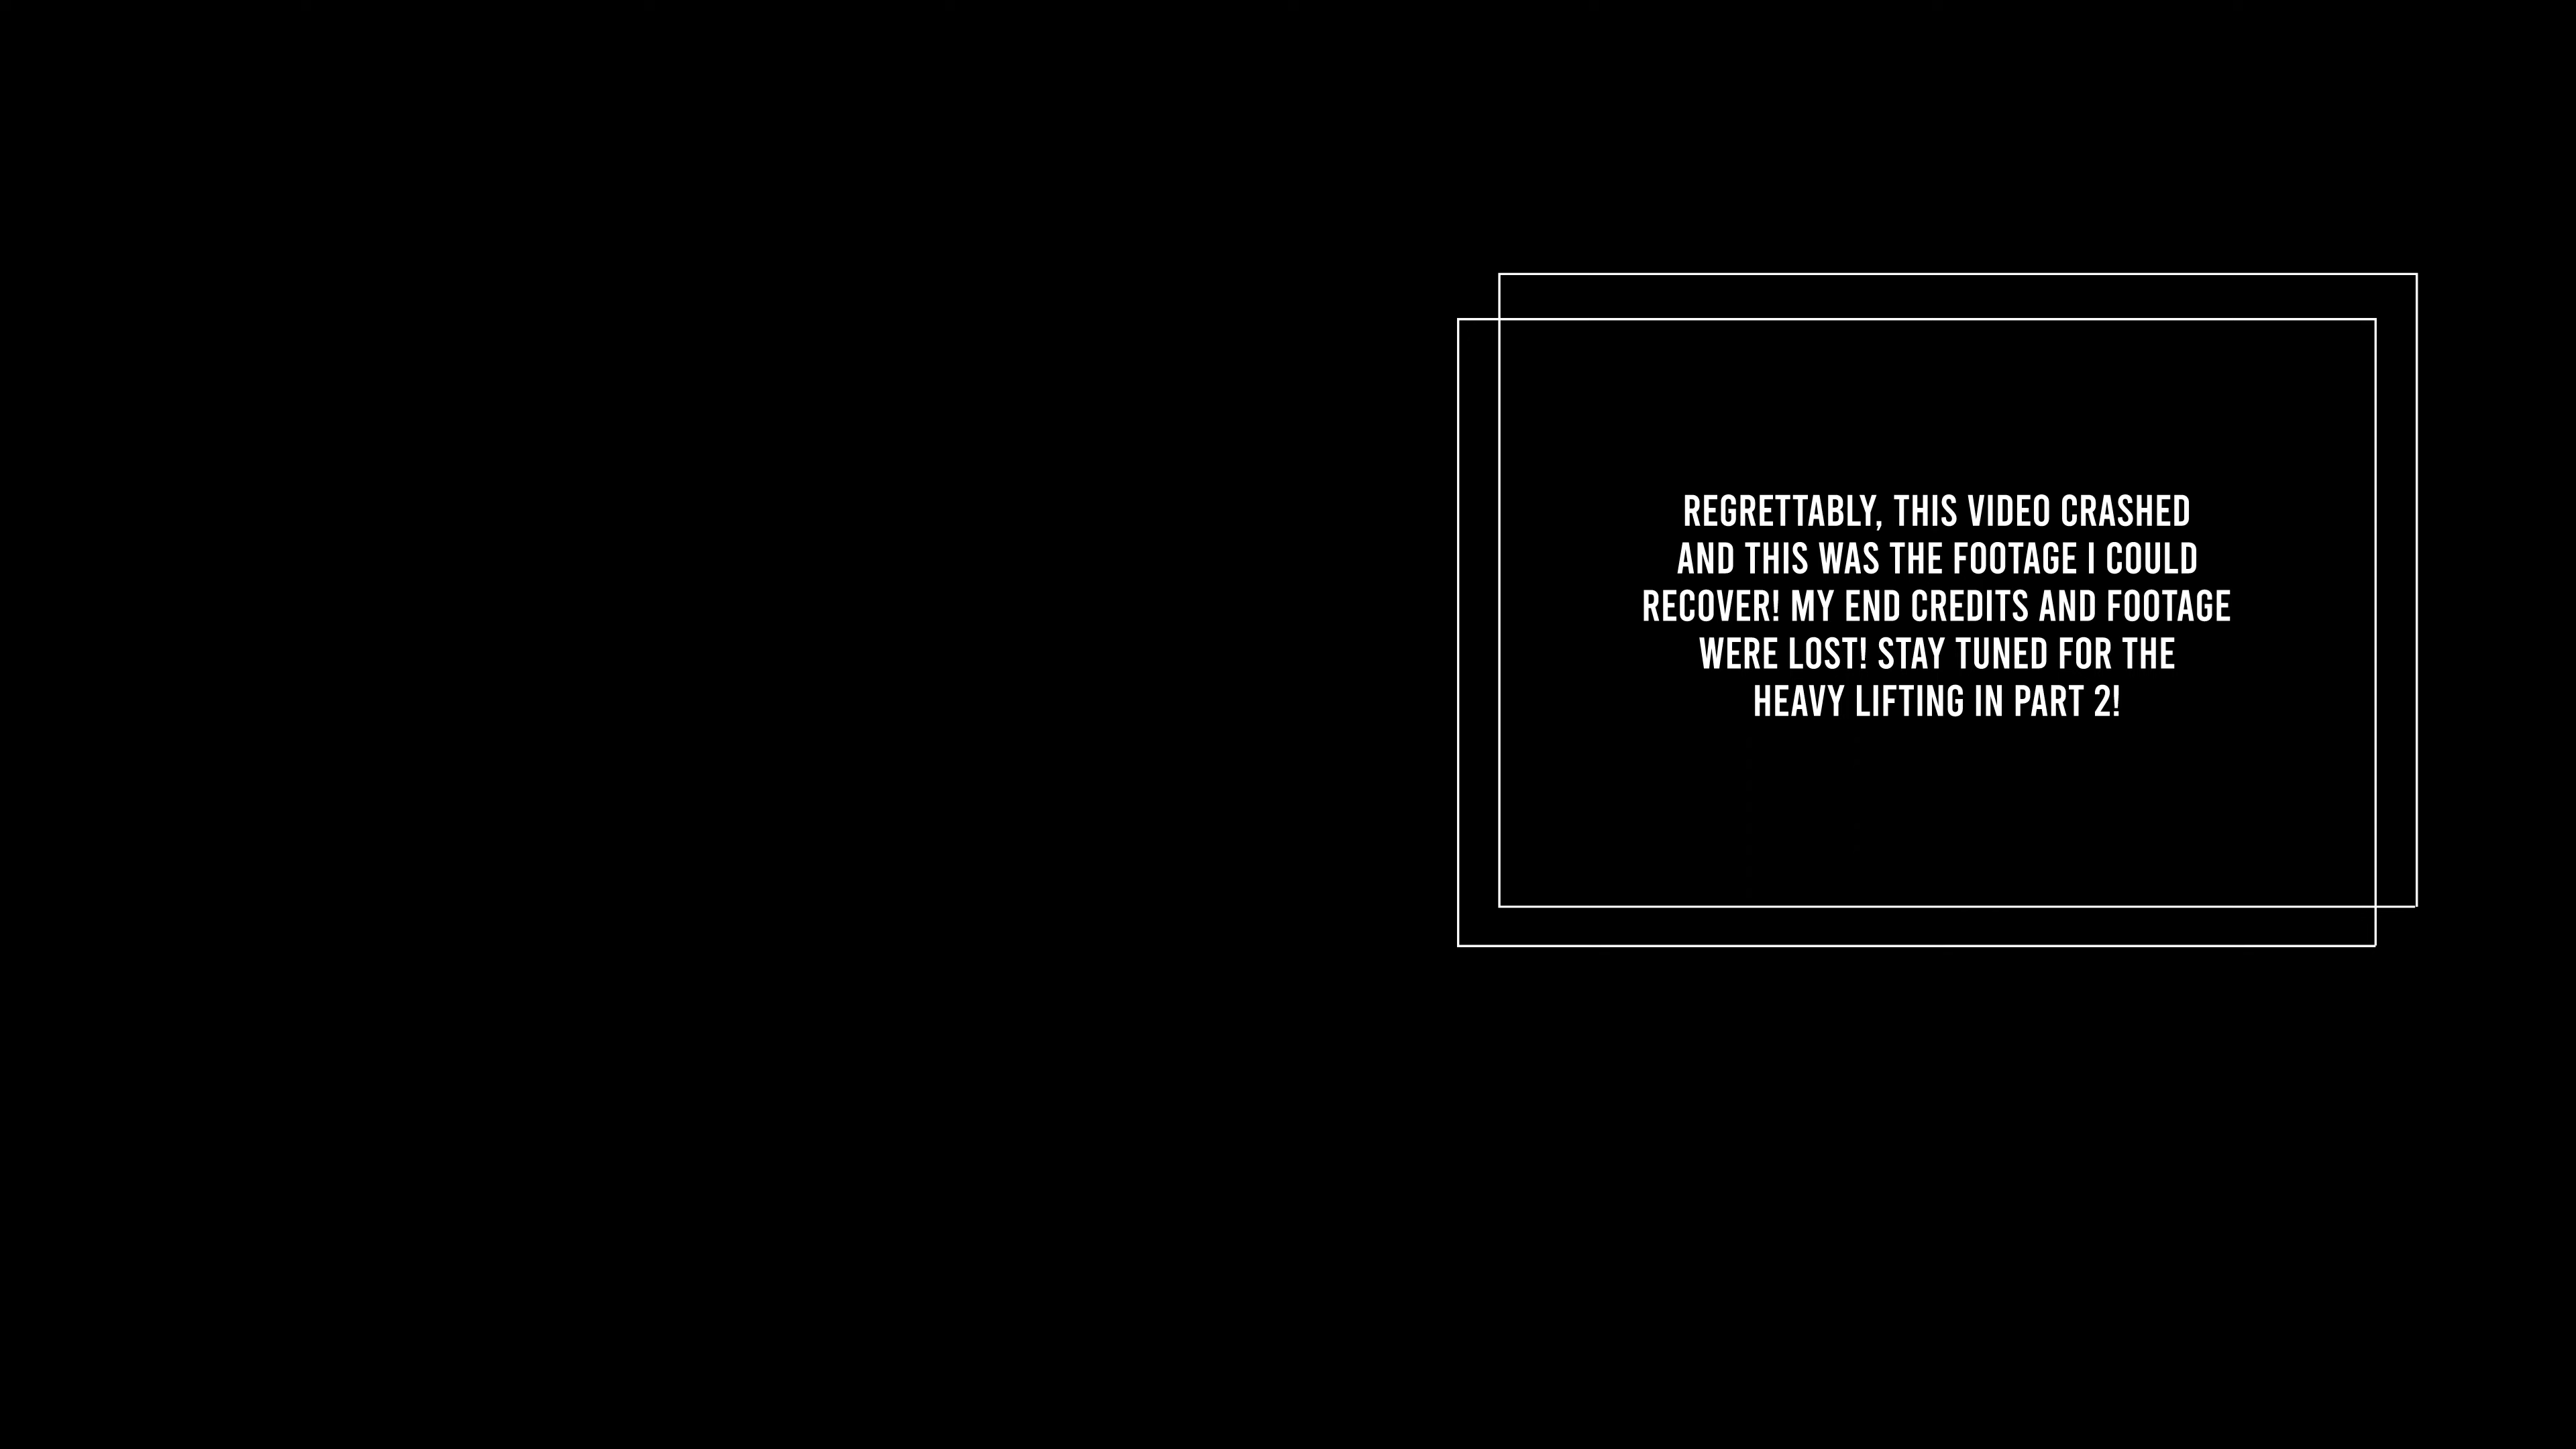 REGRETTABLY, THIS VIDEO CRASHED
AND THIS WAS THE FOOTAGE I COULD
RECOVER! MY END CREDITS AND FOOTAGE
WERE LOST! STAY TUNED FOR THE
HEAVY LIFTING IN PART 2!